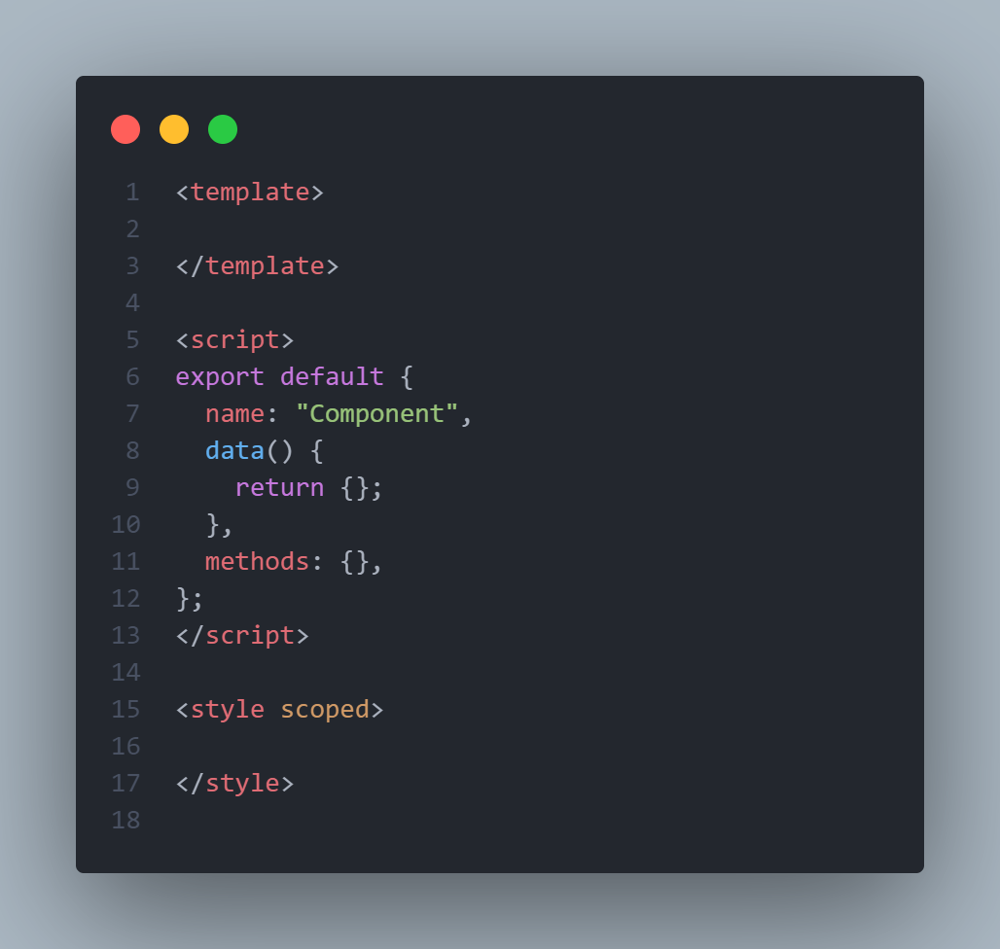 1 <template>
2
3 </template>
4
5 <script>
6 export default {
7   name: "Component",
8   data() {
9     return {};
10   },
11   methods: {},
12 };
13 </script>
14
15 <style scoped>
16
17 </style>
18